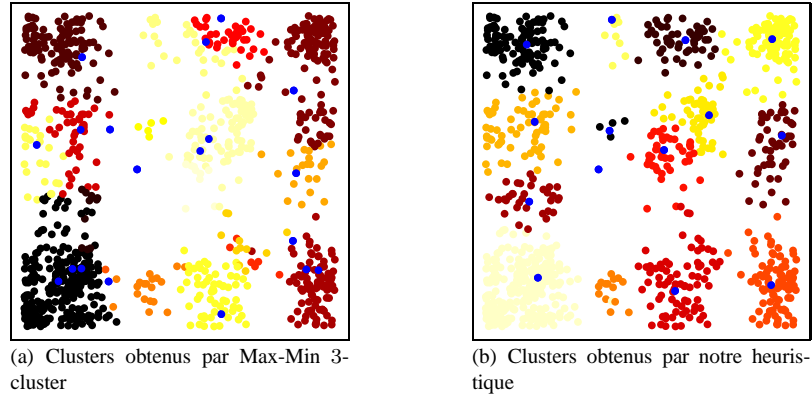 (a) Clusters obtenus par Max-Min 3-
cluster
(b) Clusters obtenus par notre heuris-
tique